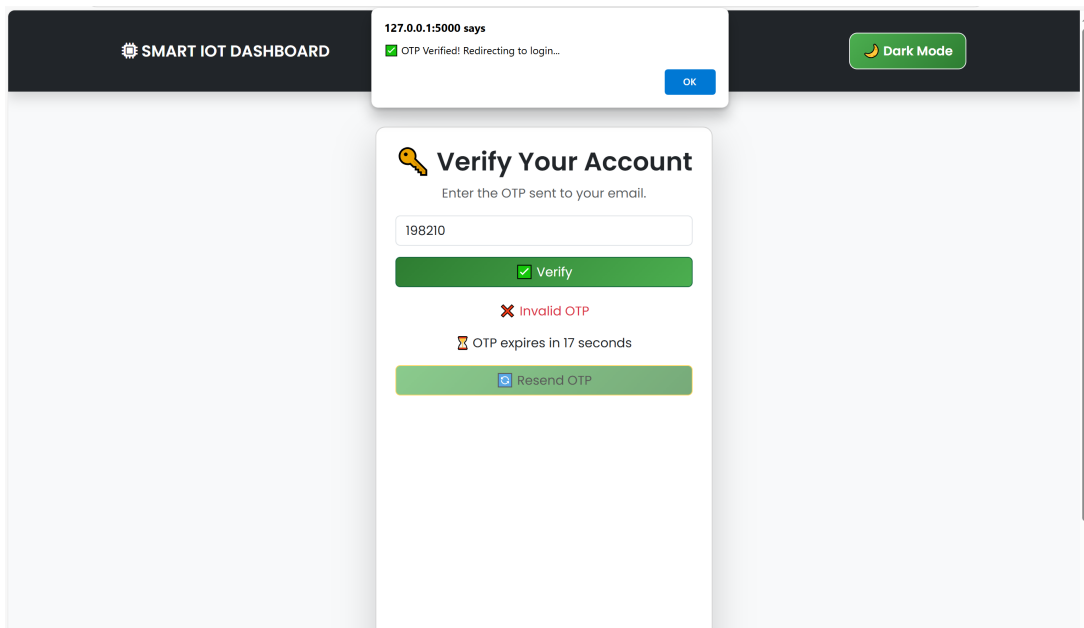 127.0.0.1:5000 says
✅ OTP Verified! Redirecting to login...
OK
SMART IOT DASHBOARD
🌙 Dark Mode
🔑 Verify Your Account
Enter the OTP sent to your email.
198210
✅ Verify
❌ Invalid OTP
⏳ OTP expires in 17 seconds
🔄 Resend OTP